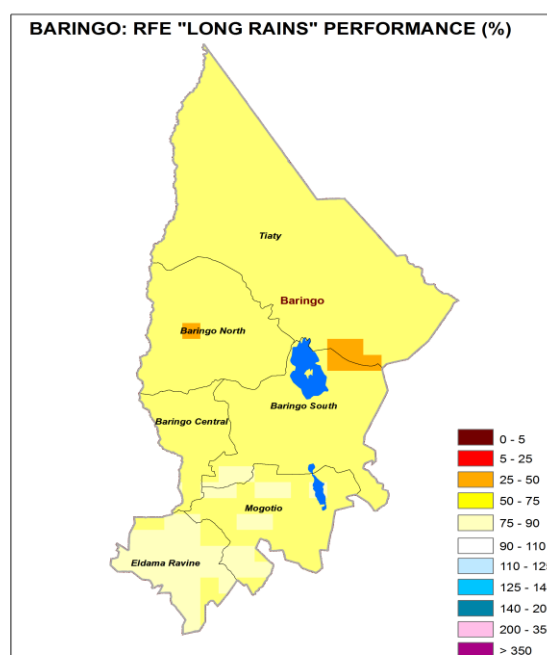 BARINGO: RFE "LONG RAINS" PERFORMANCE (%)
Tiaty
Baringo
Baringo North
Baringo South
Baringo Central
Mogotio
Eldama Ravine
0 - 5
5 - 25
25 - 50
50 - 75
75 - 90
90 - 110
110 - 125
125 - 14
140 - 20
200 - 35
> 350